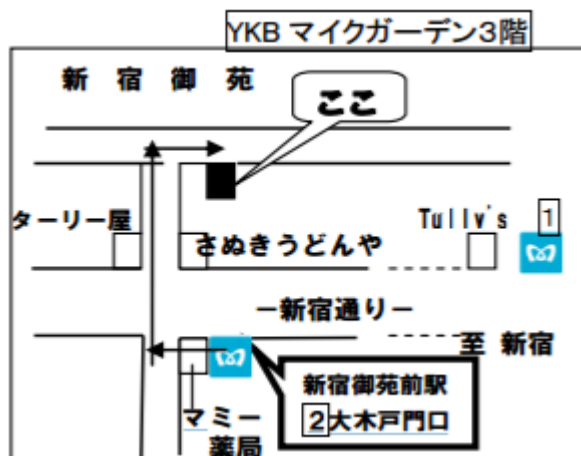 YKB マイクガーデン3階
新 宿 御 苑
ここ
ターリー屋
さぬきうどんや
Tully's
1
－新宿通り－
至 新宿
新宿御苑前駅
2大木戸門口
マミー
薬局